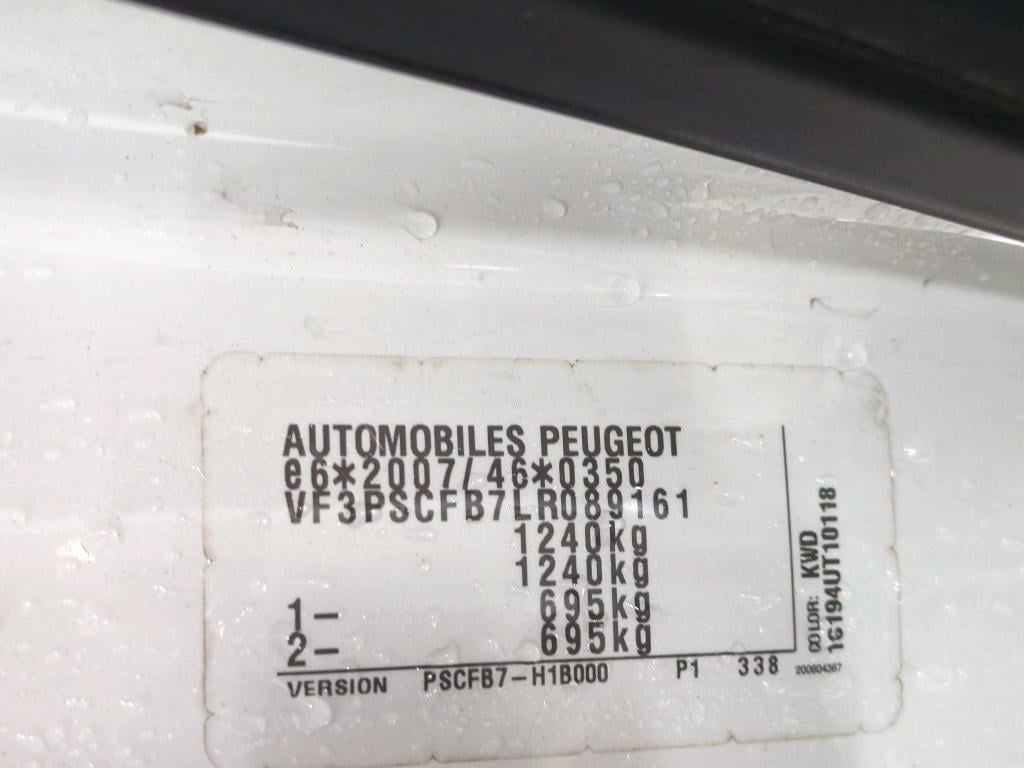 AUTOMOBILES PEUGEOT
e6*2007/46*0350
VF3PSCFB7LR089161
1240kg
1240kg
1- 695kg
2- 695kg
VERSION PSCFB7-H1B000 P1 338
COLOR: KWD
1G194UT10118
200604367